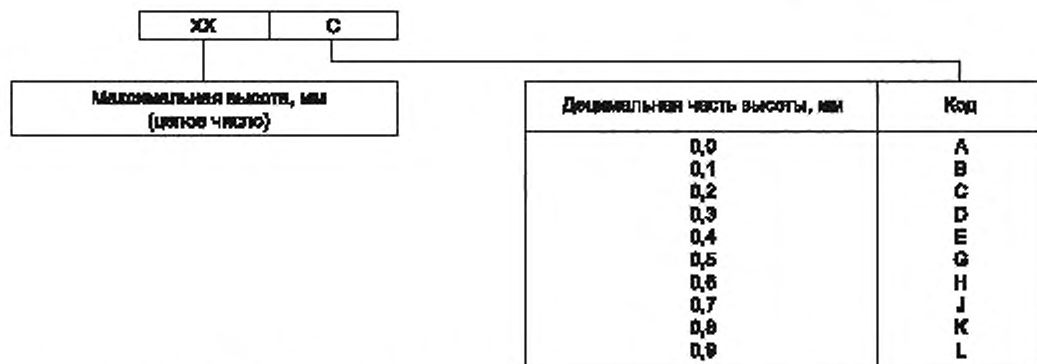 XX C
Максимальная высота, мм
(целое число)
Децимальная часть высоты, мм Код
0,0 A
0,1 B
0,2 C
0,3 D
0,4 E
0,5 G
0,6 H
0,7 J
0,8 K
0,9 L